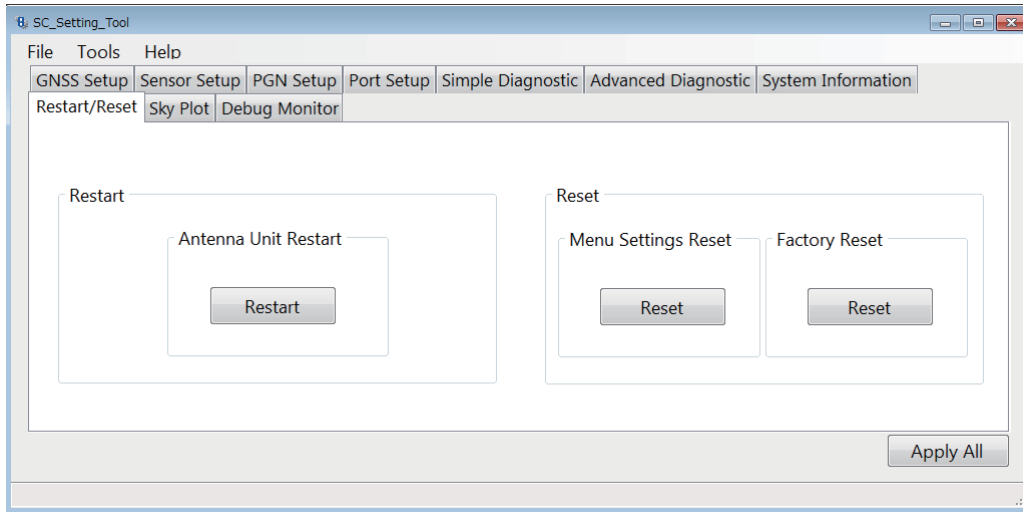 SC_Setting_Tool
File Tools Help
GNSS Setup Sensor Setup PGN Setup Port Setup Simple Diagnostic Advanced Diagnostic System Information
Restart/Reset Sky Plot Debug Monitor
Restart
Antenna Unit Restart
Restart
Reset
Menu Settings Reset
Reset
Factory Reset
Reset
Apply All